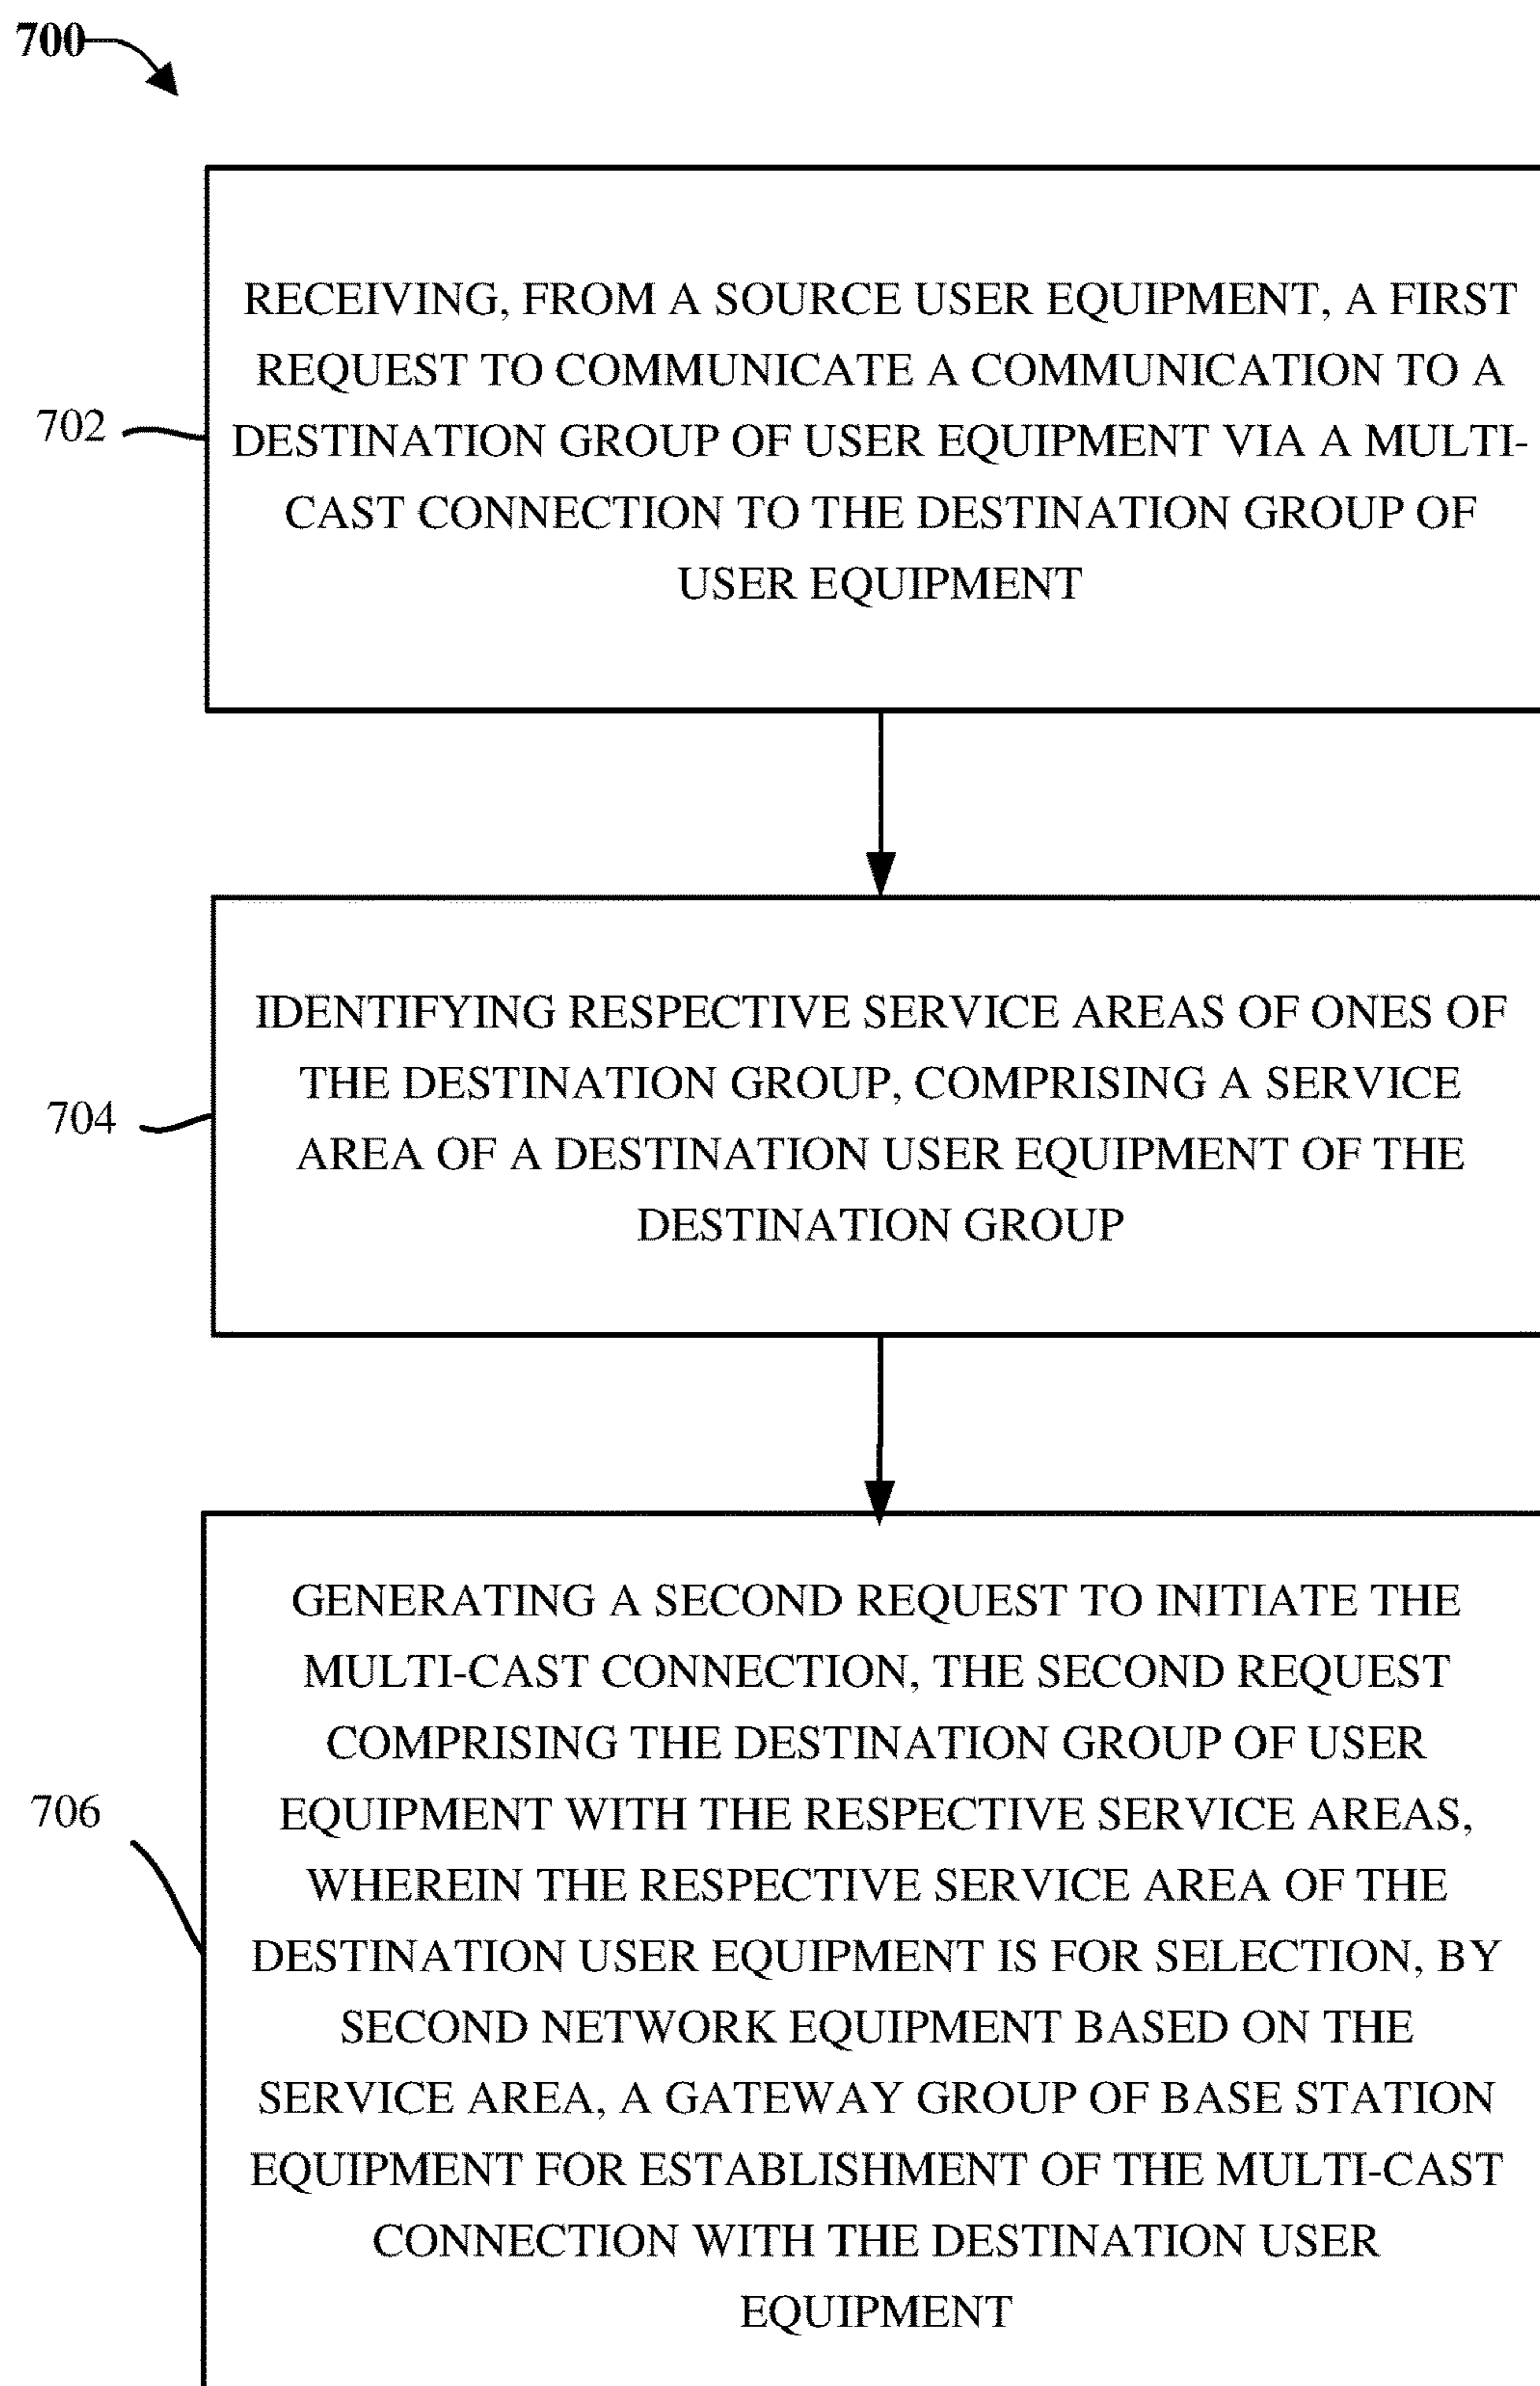 700
RECEIVING, FROM A SOURCE USER EQUIPMENT, A FIRST
REQUEST TO COMMUNICATE A COMMUNICATION TO A
DESTINATION GROUP OF USER EQUIPMENT VIA A MULTI-
CAST CONNECTION TO THE DESTINATION GROUP OF
USER EQUIPMENT
702
IDENTIFYING RESPECTIVE SERVICE AREAS OF ONES OF
THE DESTINATION GROUP, COMPRISING A SERVICE
AREA OF A DESTINATION USER EQUIPMENT OF THE
DESTINATION GROUP
704
GENERATING A SECOND REQUEST TO INITIATE THE
MULTI-CAST CONNECTION, THE SECOND REQUEST
COMPRISING THE DESTINATION GROUP OF USER
EQUIPMENT WITH THE RESPECTIVE SERVICE AREAS,
WHEREIN THE RESPECTIVE SERVICE AREA OF THE
DESTINATION USER EQUIPMENT IS FOR SELECTION, BY
SECOND NETWORK EQUIPMENT BASED ON THE
SERVICE AREA, A GATEWAY GROUP OF BASE STATION
EQUIPMENT FOR ESTABLISHMENT OF THE MULTI-CAST
CONNECTION WITH THE DESTINATION USER
EQUIPMENT
706